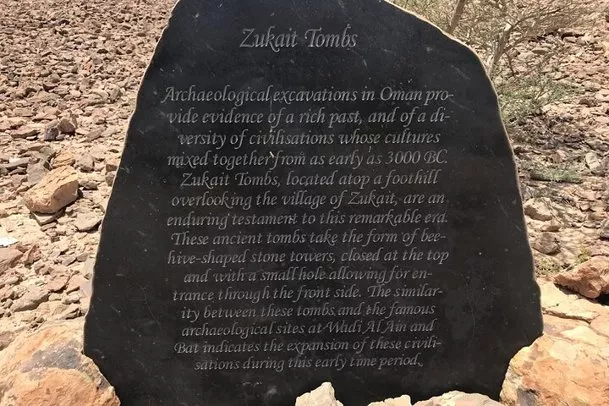 Zukait Tombs
Archaeological excavations in Oman pro-
vide evidence of a rich past, and of a di-
versity of civilisations whose cultures
mixed together from as early as 3000 BC.
Zukait Tombs, located atop a foothill
overlooking the village of Zukait, are an
enduring testament to this remarkable era.
These ancient tombs take the form of bee-
hive-shaped stone towers, closed at the top
and with a small hole allowing for en-
trance through the front side. The similar-
ity between these tombs and the famous
archaeological sites at Wadi Al Ain and
Bat indicates the expansion of these civili-
sations during this early time period.